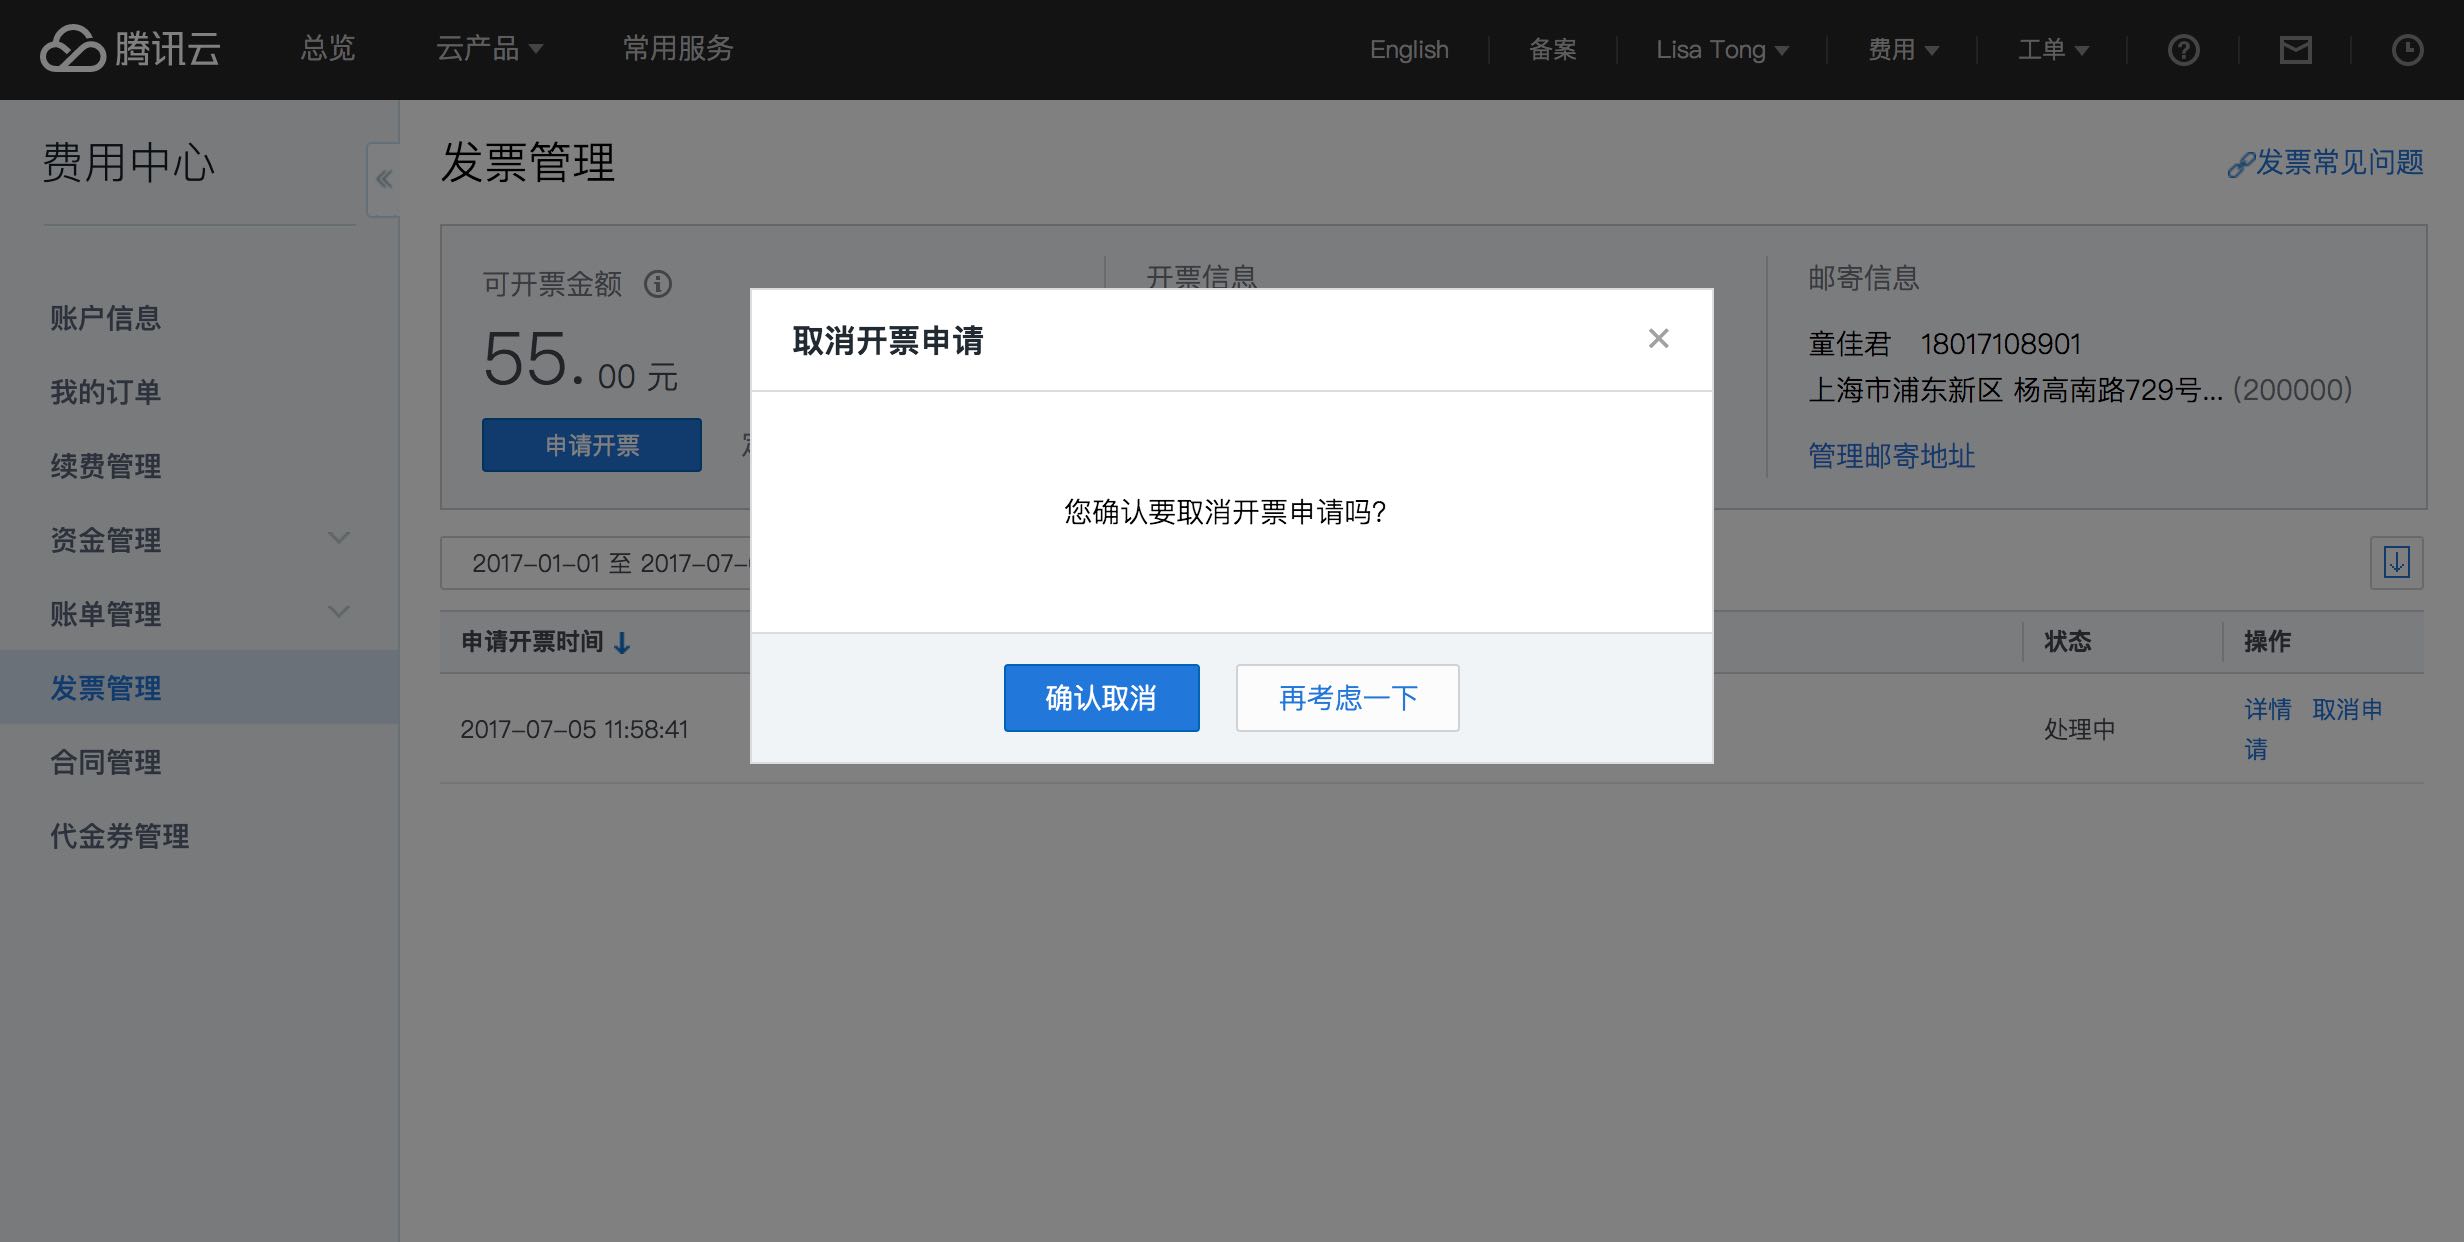 腾讯云 总览 云产品 常用服务 English 备案 Lisa Tong 费用 工单
费用中心
账户信息
我的订单
续费管理
资金管理
账单管理
发票管理
合同管理
代金券管理
发票管理
发票常见问题
可开票金额
55. 00 元
申请开票
开票信息
邮寄信息
童佳君 18017108901
上海市浦东新区 杨高南路729号... (200000)
管理邮寄地址
取消开票申请
您确认要取消开票申请吗?
确认取消 再考虑一下
2017-01-01 至 2017-07-
申请开票时间 状态 操作
2017-07-05 11:58:41 处理中 详情 取消申
请